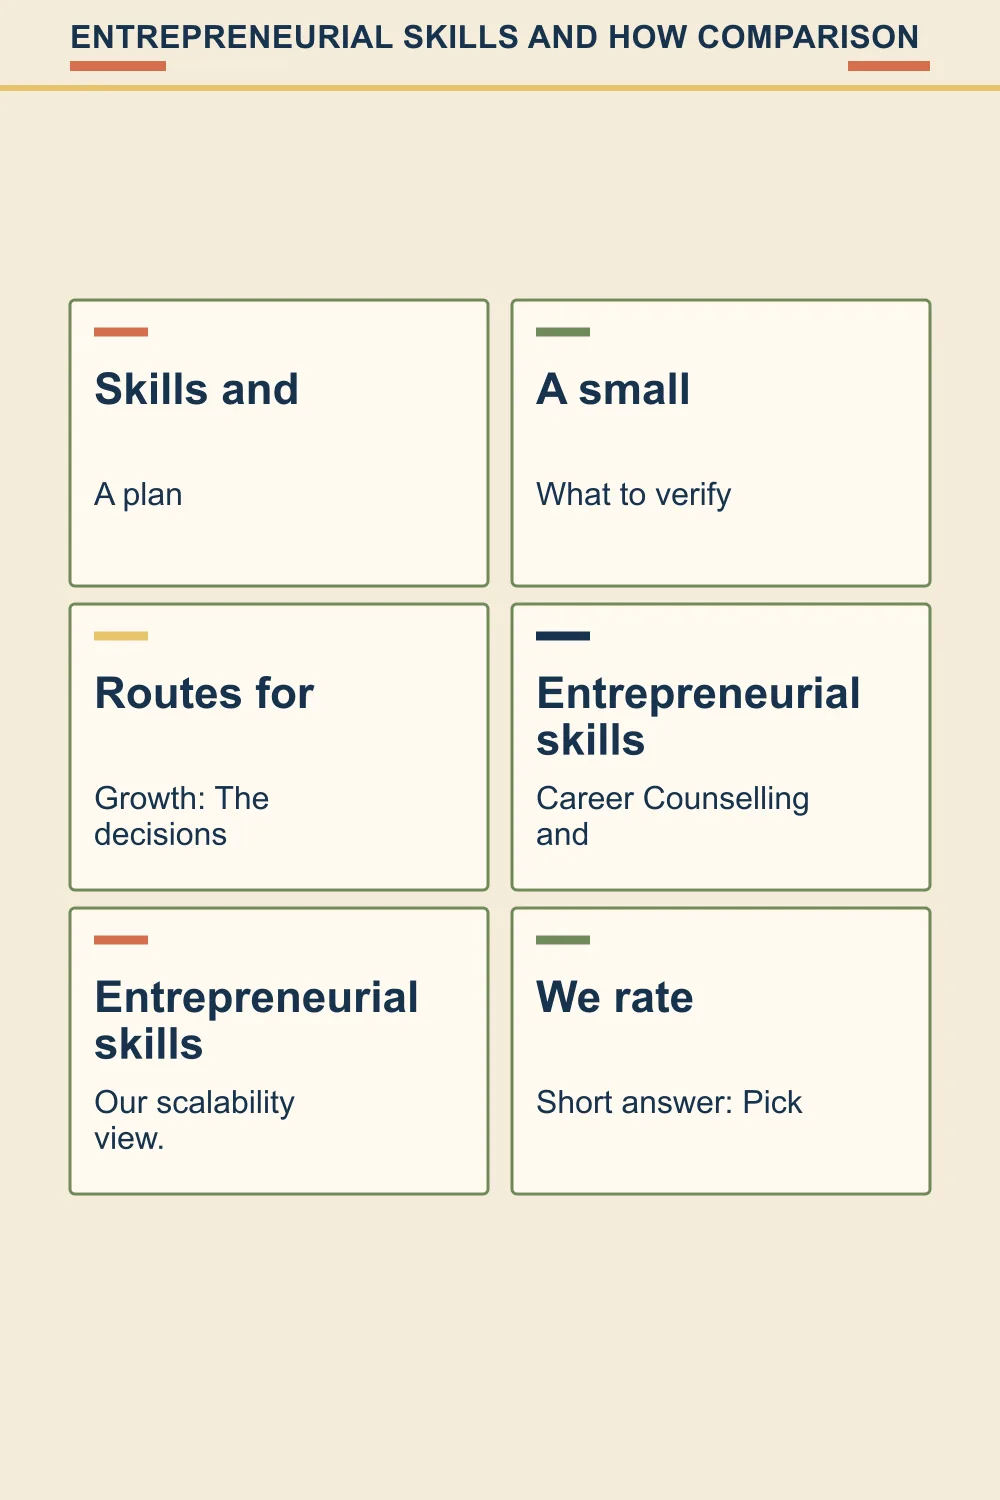 ENTREPRENEURIAL SKILLS AND HOW COMPARISON
Skills and
A plan
A small
What to verify
Routes for
Growth: The
decisions
Entrepreneurial
skills
Career Counselling
and
Entrepreneurial
skills
Our scalability
view.
We rate
Short answer: Pick